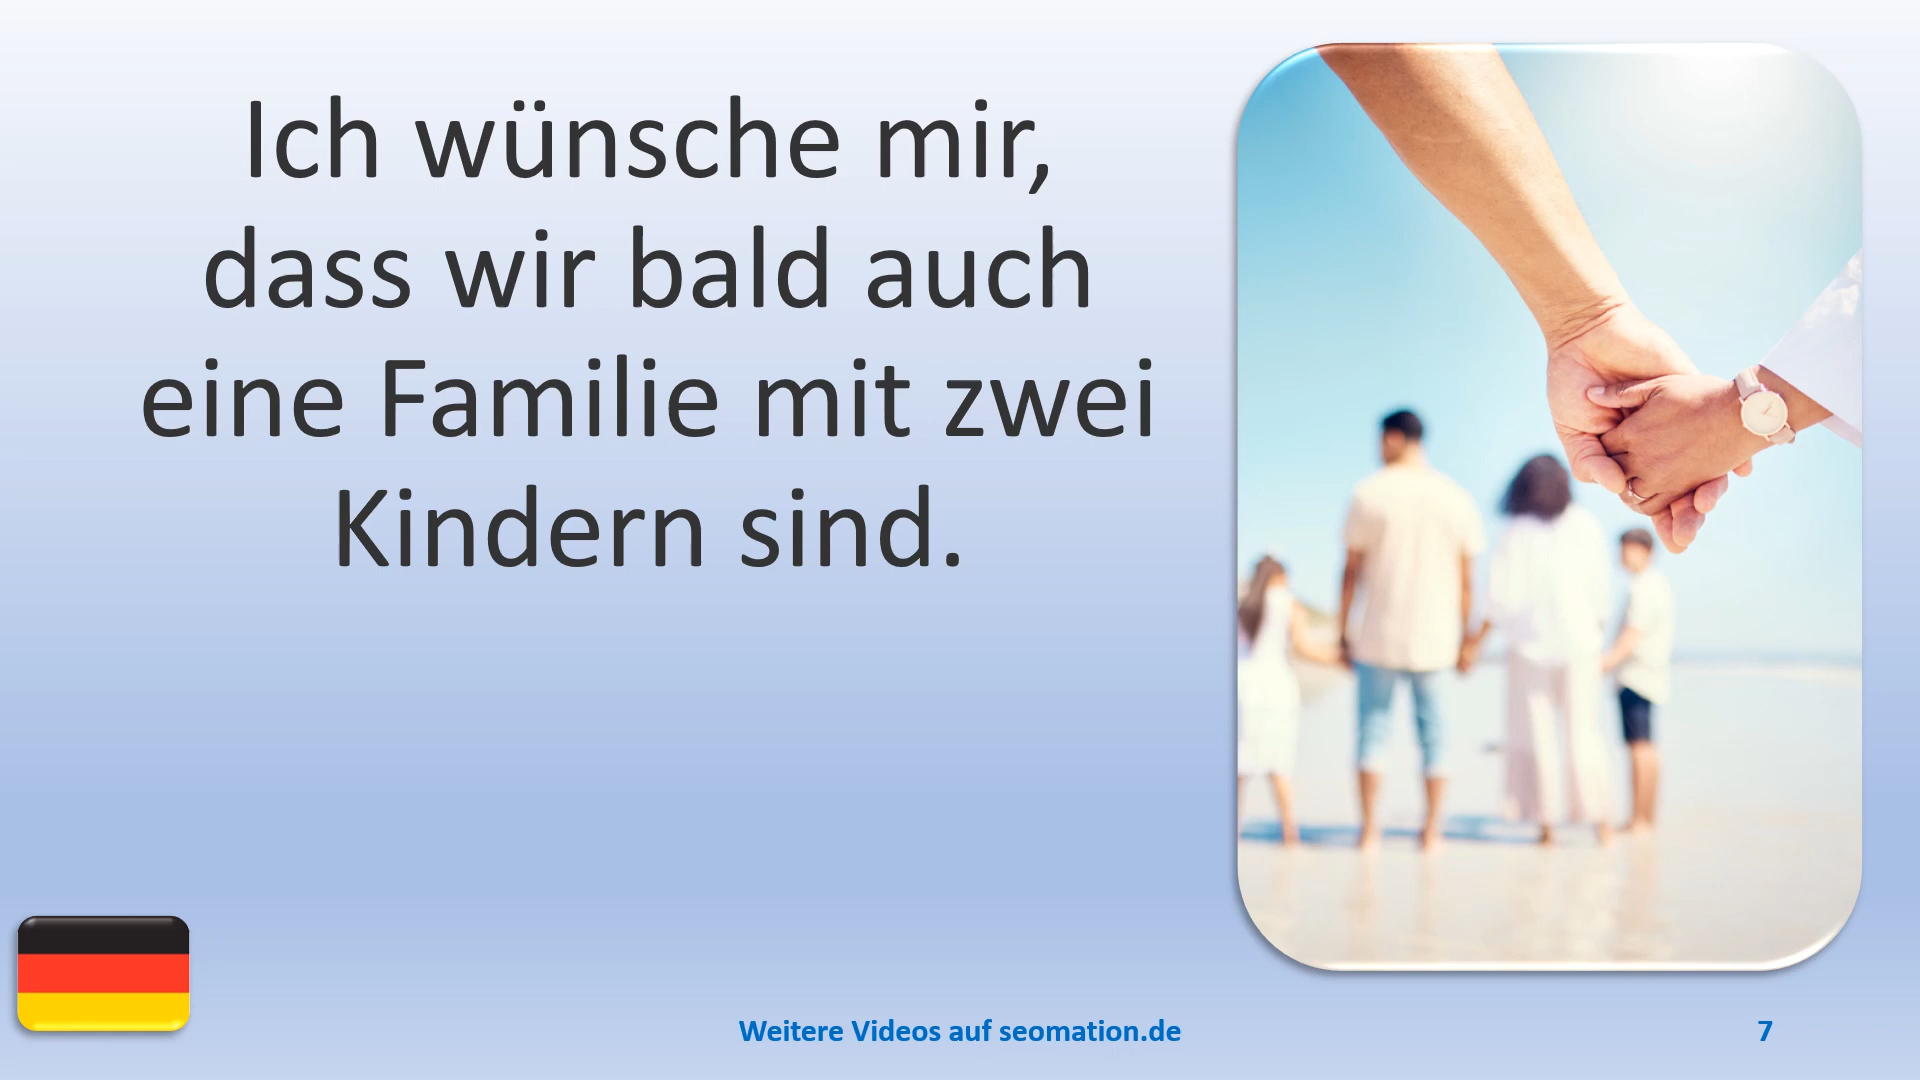 Ich wünsche mir,
dass wir bald auch
eine Familie mit zwei
Kindern sind.
Weitere Videos auf seomation.de
7